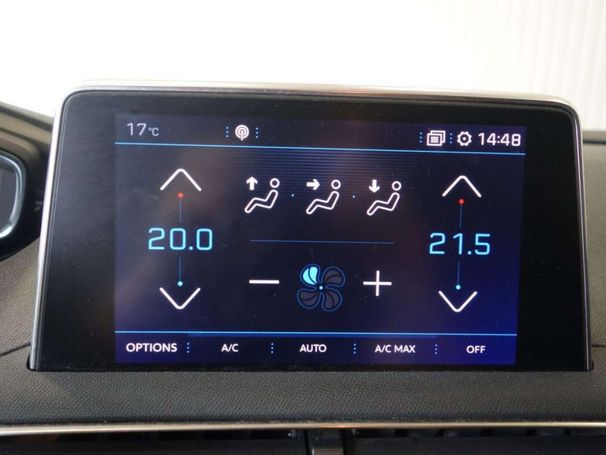 17°C 14:48
20.0 21.5
OPTIONS A/C AUTO A/C MAX OFF